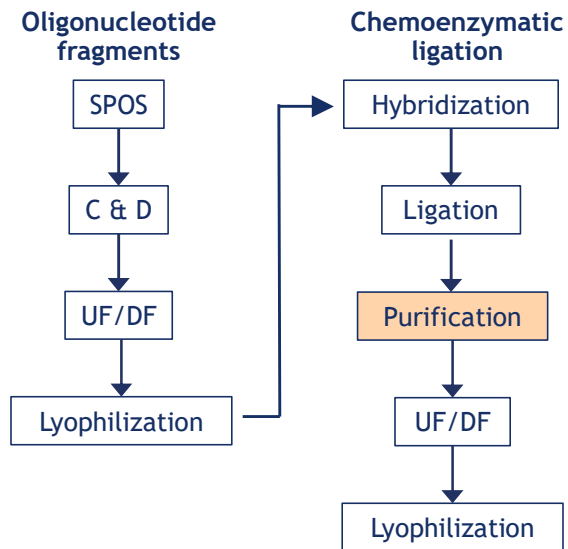 Oligonucleotide
fragments
SPOS
C & D
UF/DF
Lyophilization
Chemoenzymatic
ligation
Hybridization
Ligation
Purification
UF/DF
Lyophilization